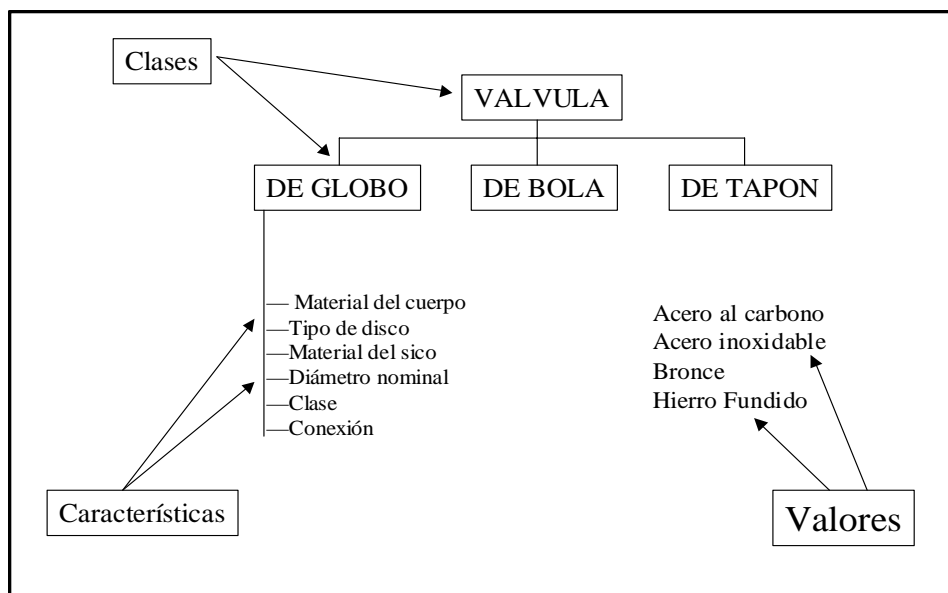 Clases
VALVULA
DE GLOBO
DE BOLA
DE TAPON
Material del cuerpo
Tipo de disco
Material del sico
Diámetro nominal
Clase
Conexión
Acero al carbono
Acero inoxidable
Bronce
Hierro Fundido
Características
Valores